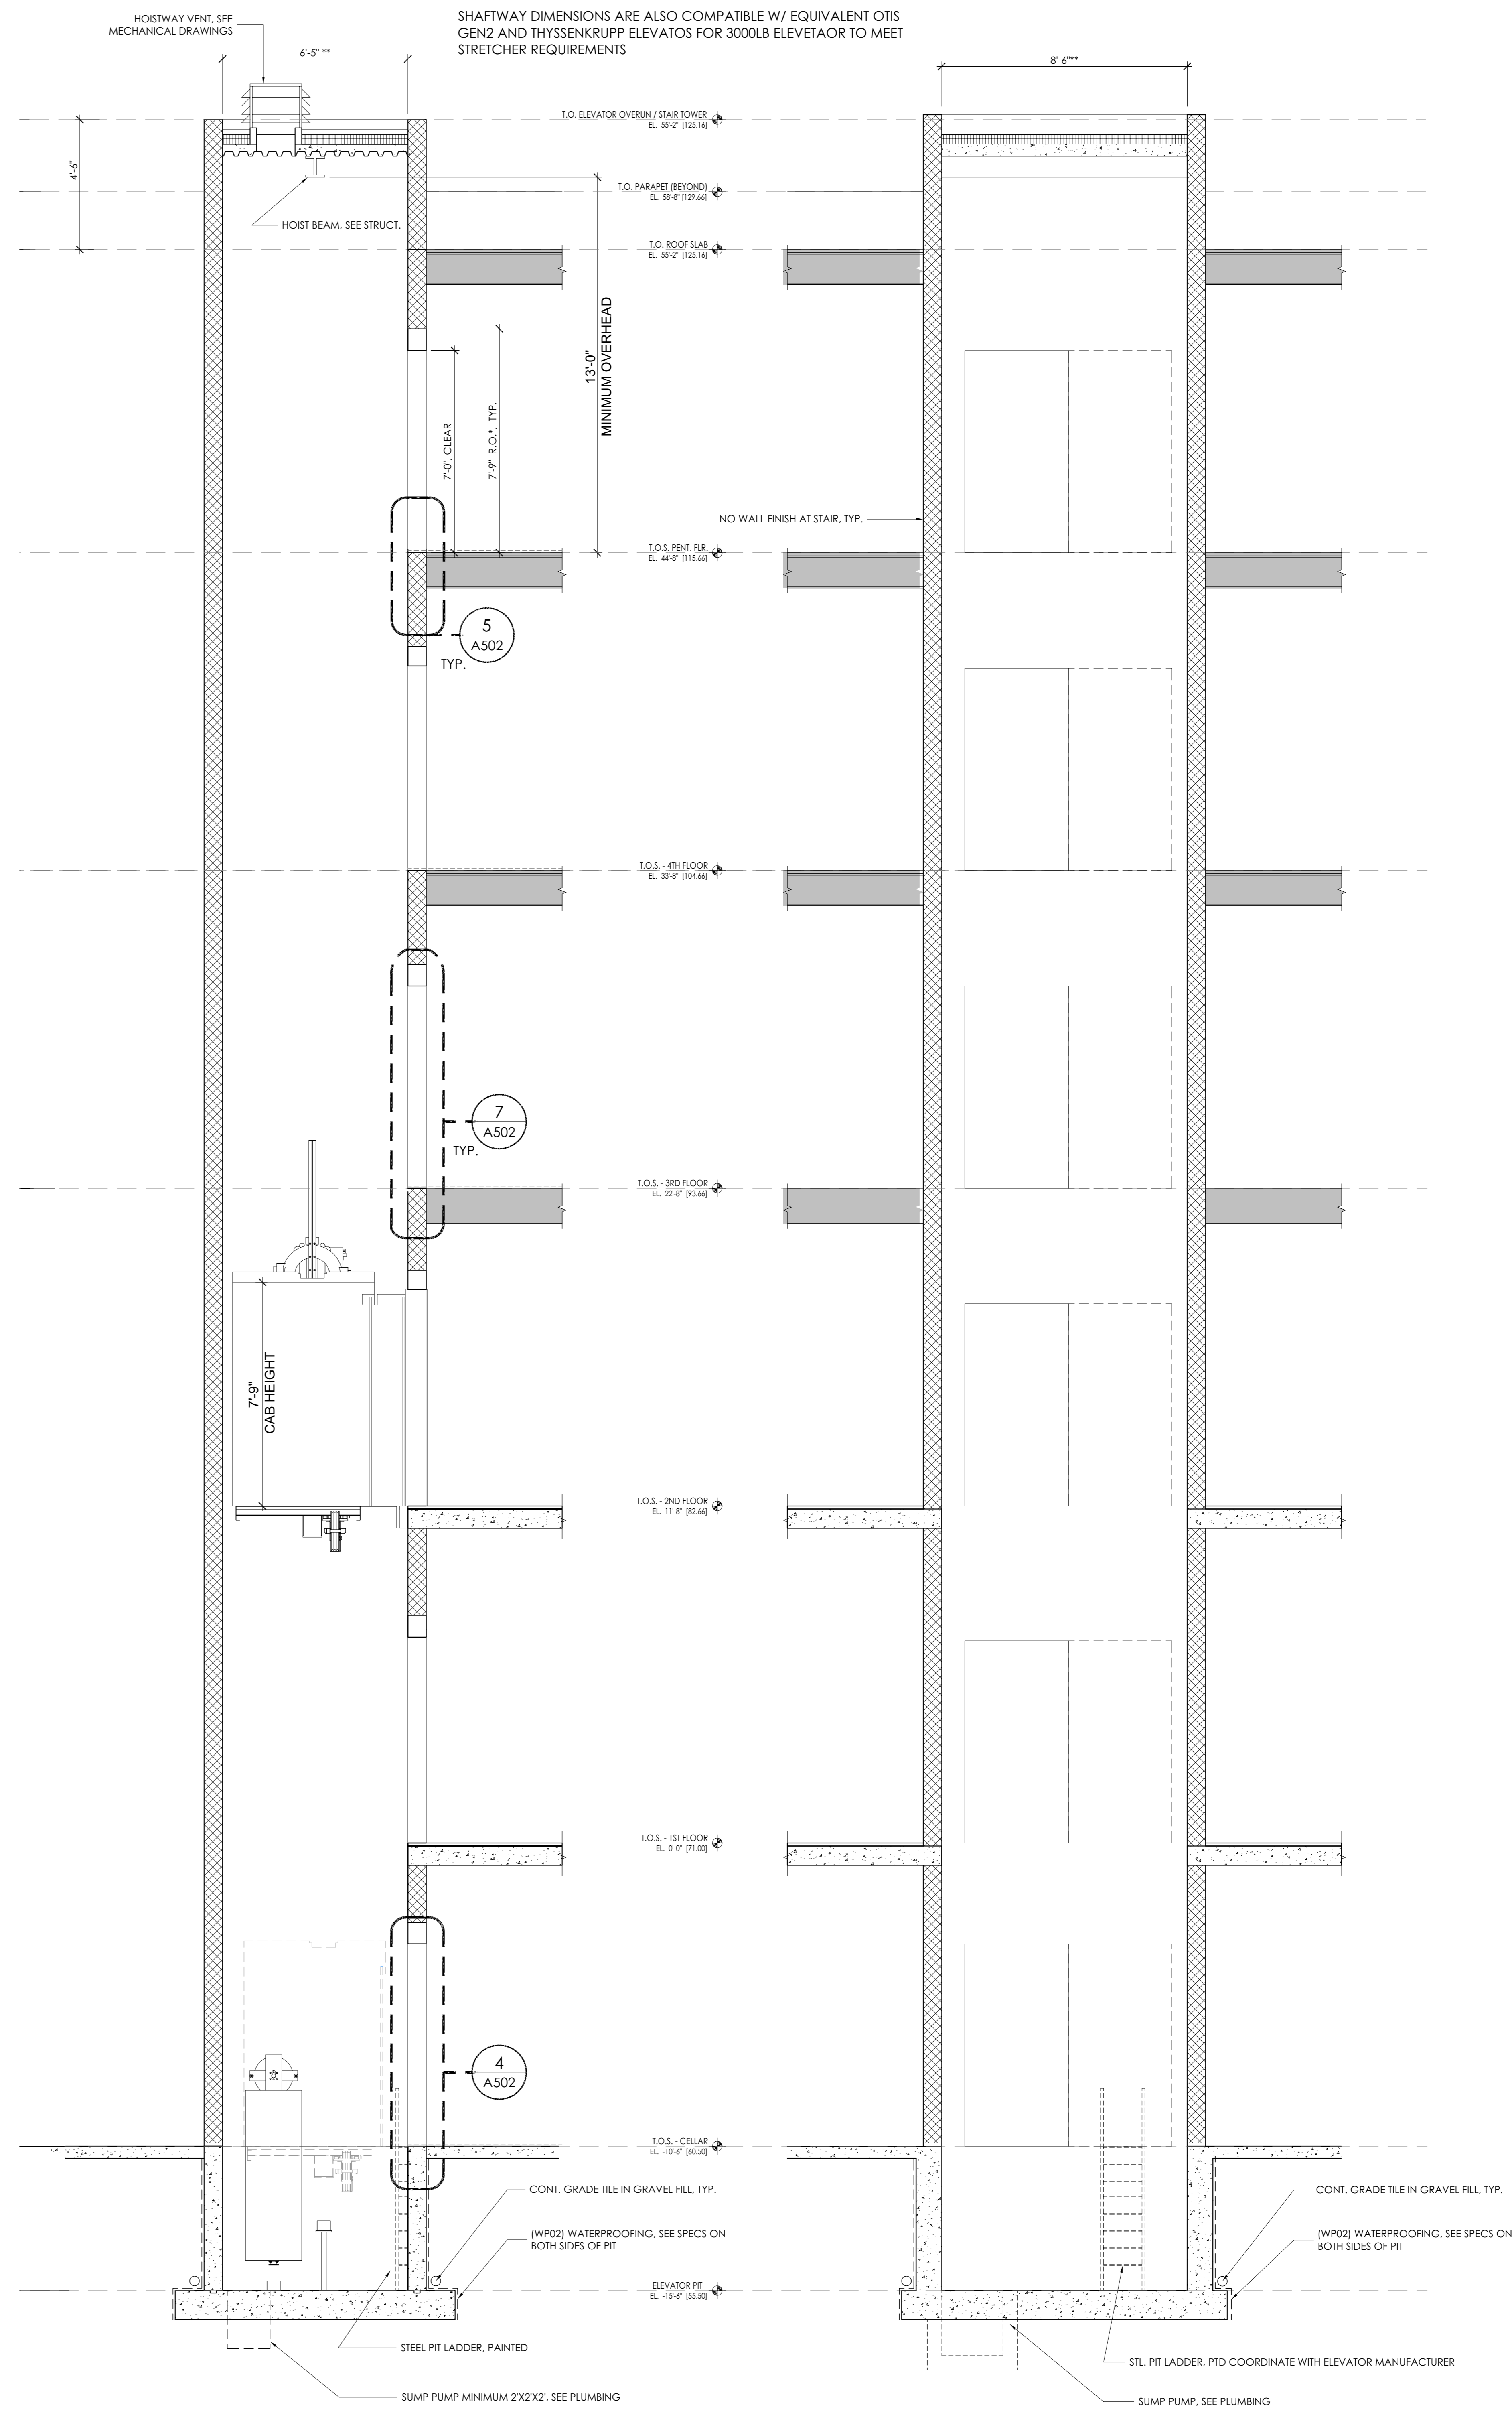 HOISTWAY VENT, SEE
MECHANICAL DRAWINGS
SHAFTWAY DIMENSIONS ARE ALSO COMPATIBLE W/ EQUIVALENT OTIS
GEN2 AND THYSSENKRUPP ELEVATOS FOR 3000LB ELEVETAOR TO MEET
STRETCHER REQUIREMENTS
6'-5" **
8'-6"**
T.O. ELEVATOR OVERUN / STAIR TOWER
EL. 55'-2" [125.16]
4'-6"
T.O. PARAPET (BEYOND)
EL. 58'-8" [129.66]
HOIST BEAM, SEE STRUCT.
T.O. ROOF SLAB
EL. 55'-2" [125.16]
13'-0"
MINIMUM OVERHEAD
7'-0", CLEAR
7'-9" R.O.*, TYP.
NO WALL FINISH AT STAIR, TYP.
T.O.S. PENT. FLR.
EL. 44'-8" [115.66]
5
A502
TYP.
T.O.S. - 4TH FLOOR
EL. 33'-8" [104.66]
7
A502
TYP.
T.O.S. - 3RD FLOOR
EL. 22'-8" [93.66]
7'-9"
CAB HEIGHT
T.O.S. - 2ND FLOOR
EL. 11'-8" [82.66]
T.O.S. - 1ST FLOOR
EL. 0'-0" [71.00]
4
A502
T.O.S. - CELLAR
EL. -10'-6" [60.50]
CONT. GRADE TILE IN GRAVEL FILL, TYP.
CONT. GRADE TILE IN GRAVEL FILL, TYP.
(WP02) WATERPROOFING, SEE SPECS ON
BOTH SIDES OF PIT
(WP02) WATERPROOFING, SEE SPECS ON
BOTH SIDES OF PIT
ELEVATOR PIT
EL. -15'-6" [55.50]
STEEL PIT LADDER, PAINTED
STL. PIT LADDER, PTD COORDINATE WITH ELEVATOR MANUFACTURER
SUMP PUMP MINIMUM 2'X2'X2', SEE PLUMBING
SUMP PUMP, SEE PLUMBING